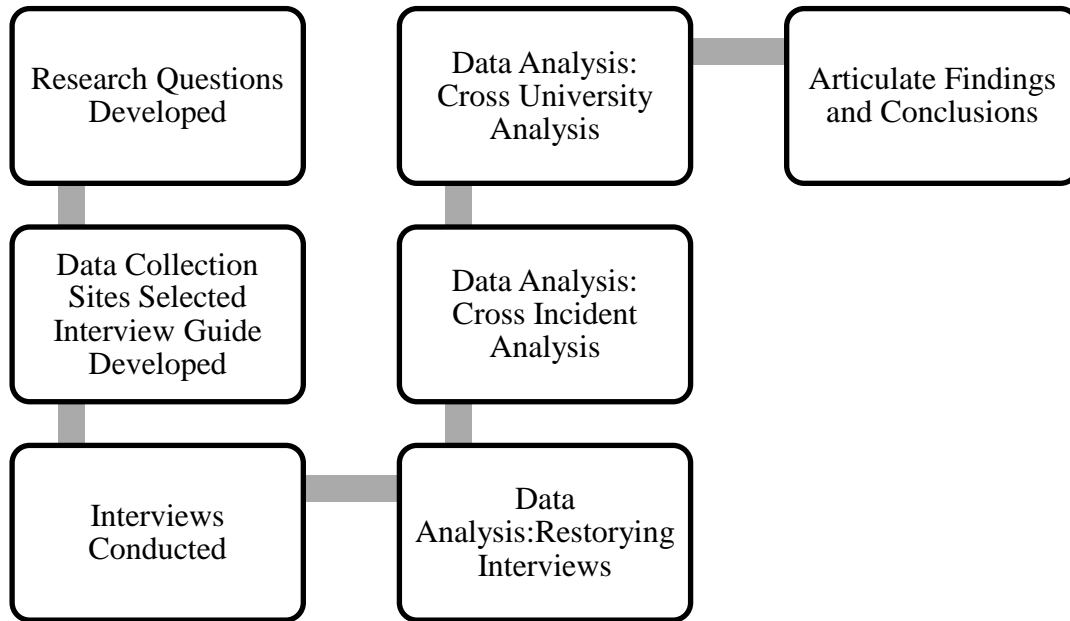 Research Questions
Developed
Data Collection
Sites Selected
Interview Guide
Developed
Interviews
Conducted
Data
Analysis:Restorying
Interviews
Data Analysis:
Cross Incident
Analysis
Data Analysis:
Cross University
Analysis
Articulate Findings
and Conclusions